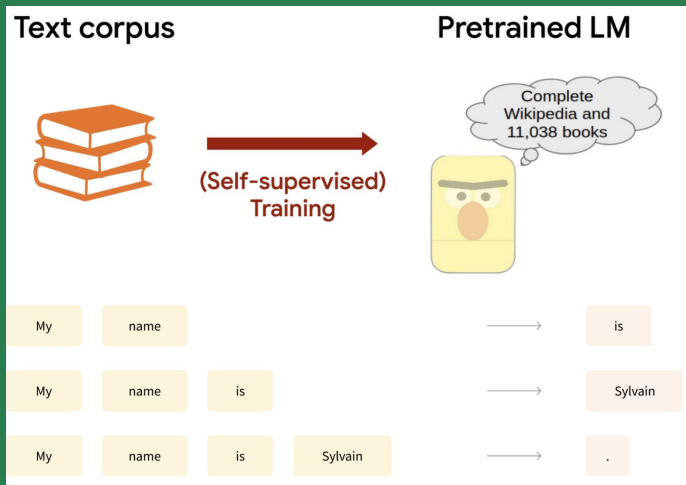 Text corpus
Pretrained LM
Complete
Wikipedia and
11,038 books
(Self-supervised)
Training
My name is
My name is Sylvain
My name is Sylvain .